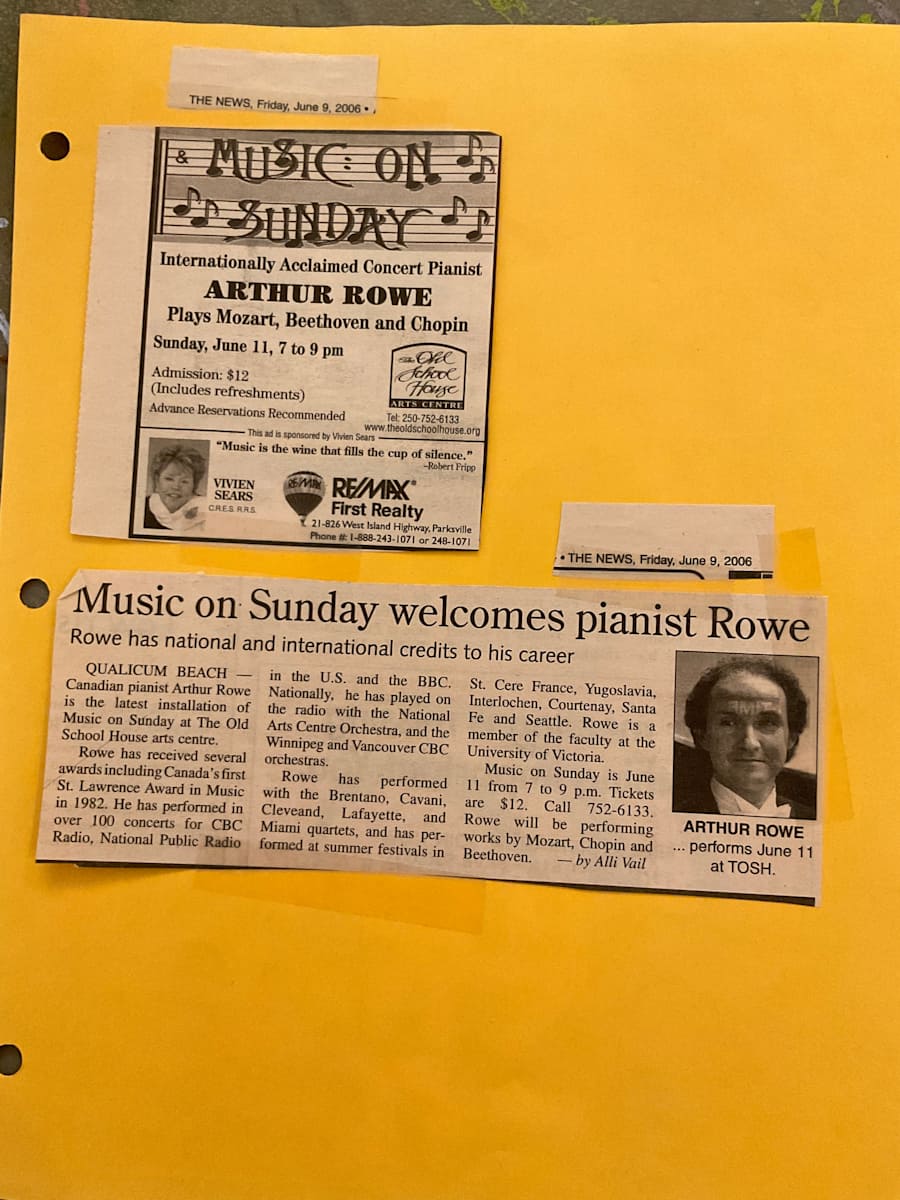 THE NEWS, Friday, June 9, 2006 •
& MUSIC: ON
SUNDAY
Internationally Acclaimed Concert Pianist
ARTHUR ROWE
Plays Mozart, Beethoven and Chopin
Sunday, June 11, 7 to 9 pm
Admission: $12
(Includes refreshments)
Advance Reservations Recommended
The Old
School
House
ARTS CENTRE
Tel: 250-752-6133
www.theoldschoolhouse.org
This ad is sponsored by Vivien Sears
“Music is the wine that fills the cup of silence.”
–Robert Fripp
VIVIEN
SEARS
C.R.E.S. R.R.S.
RE/MAX
RE/MAX®
First Realty
21-826 West Island Highway, Parksville
Phone #: 1-888-243-1071 or 248-1071
• THE NEWS, Friday, June 9, 2006
Music on Sunday welcomes pianist Rowe
Rowe has national and international credits to his career
QUALICUM BEACH —
Canadian pianist Arthur Rowe
is the latest installation of
Music on Sunday at The Old
School House arts centre.
Rowe has received several
awards including Canada's first
St. Lawrence Award in Music
in 1982. He has performed in
over 100 concerts for CBC
Radio, National Public Radio
in the U.S. and the BBC.
Nationally, he has played on
the radio with the National
Arts Centre Orchestra, and the
Winnipeg and Vancouver CBC
orchestras.
Rowe has performed
with the Brentano, Cavani,
Cleveand, Lafayette, and
Miami quartets, and has per-
formed at summer festivals in
St. Cere France, Yugoslavia,
Interlochen, Courtenay, Santa
Fe and Seattle. Rowe is a
member of the faculty at the
University of Victoria.
Music on Sunday is June
11 from 7 to 9 p.m. Tickets
are $12. Call 752-6133.
Rowe will be performing
works by Mozart, Chopin and
Beethoven. — by Alli Vail
ARTHUR ROWE
... performs June 11
at TOSH.